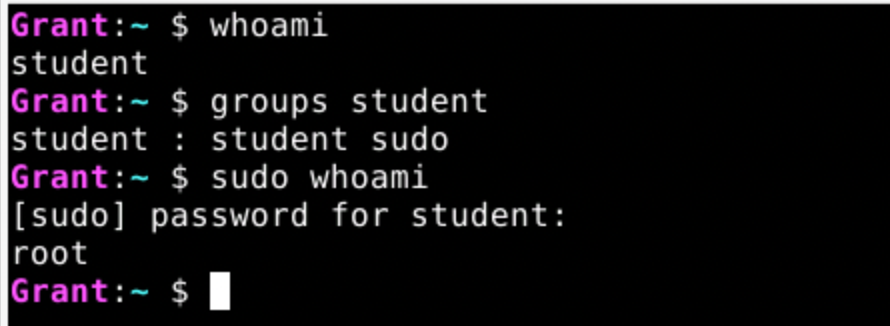 Grant:~ $ whoami
student
Grant:~ $ groups student
student : student sudo
Grant:~ $ sudo whoami
[sudo] password for student:
root
Grant:~ $